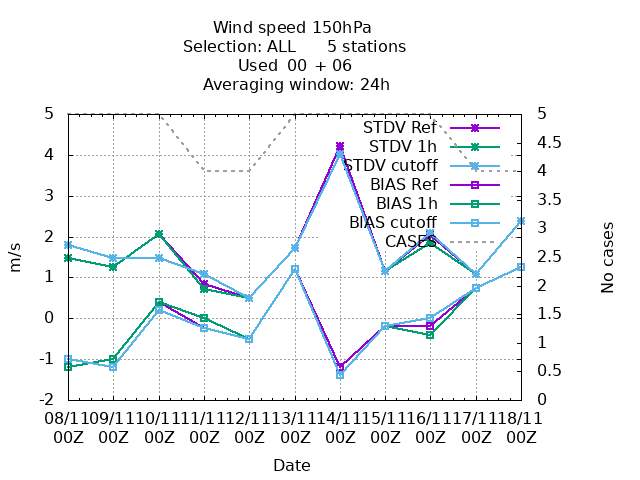 Wind speed 150hPa
Selection: ALL 5 stations
Used 00 + 06
Averaging window: 24h
5
4
3
2
1
0
-1
-2
m/s
5
4.5
4
3.5
3
2.5
2
1.5
1
0.5
0
No cases
STDV Ref
STDV 1h
STDV cutoff
BIAS Ref
BIAS 1h
BIAS cutoff
CASES
08/11 09/11 10/11 11/11 12/11 13/11 14/11 15/11 16/11 17/11 18/11
00Z 00Z 00Z 00Z 00Z 00Z 00Z 00Z 00Z 00Z 00Z
Date